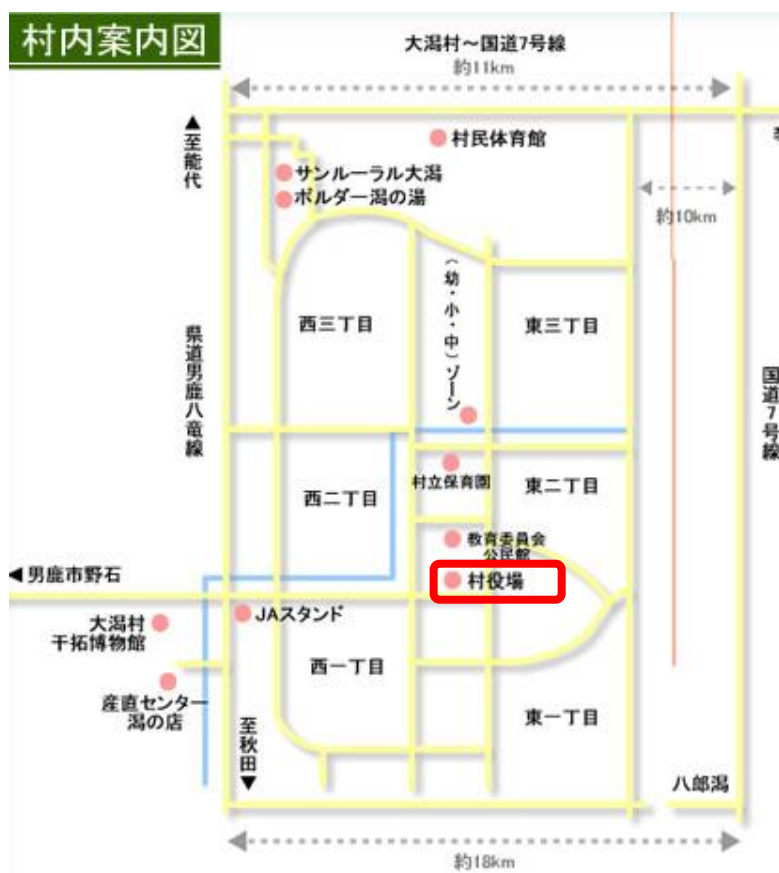 村内案内図
大潟村～国道7号線
約11km
▲至能代
村民体育館
サンルーラル大潟
ポルダー潟の湯
約10km
（幼・小・中）ゾーン
西三丁目
東三丁目
県道男鹿八竜線
国道7号線
村立保育園
東二丁目
西二丁目
教育委員会
公民館
◀男鹿市野石
村役場
JAスタンド
大潟村
干拓博物館
西一丁目
産直センター
潟の店
東一丁目
至秋田▼
八郎潟
約18km